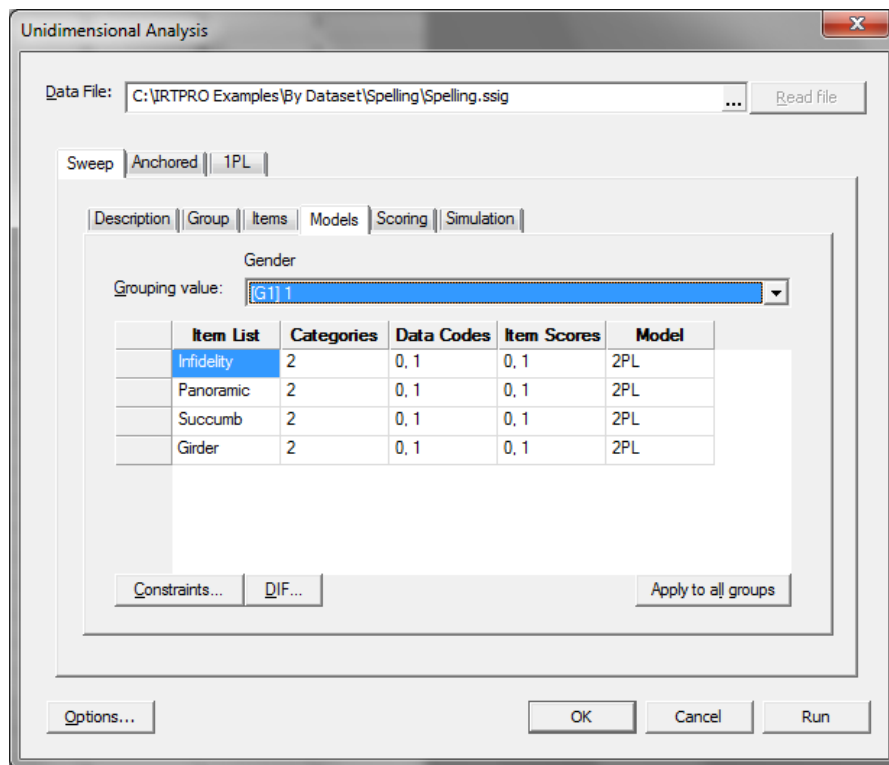 Unidimensional Analysis
Data File: C:\IRTPRO Examples\By Dataset\Spelling\Spelling.ssig ... Read file
Sweep Anchored 1PL
Description Group Items Models Scoring Simulation
Gender
Grouping value: [G1] 1
Item List Categories Data Codes Item Scores Model
Infidelity 2 0, 1 0, 1 2PL
Panoramic 2 0, 1 0, 1 2PL
Succumb 2 0, 1 0, 1 2PL
Girder 2 0, 1 0, 1 2PL
Constraints... DIF... Apply to all groups
Options... OK Cancel Run